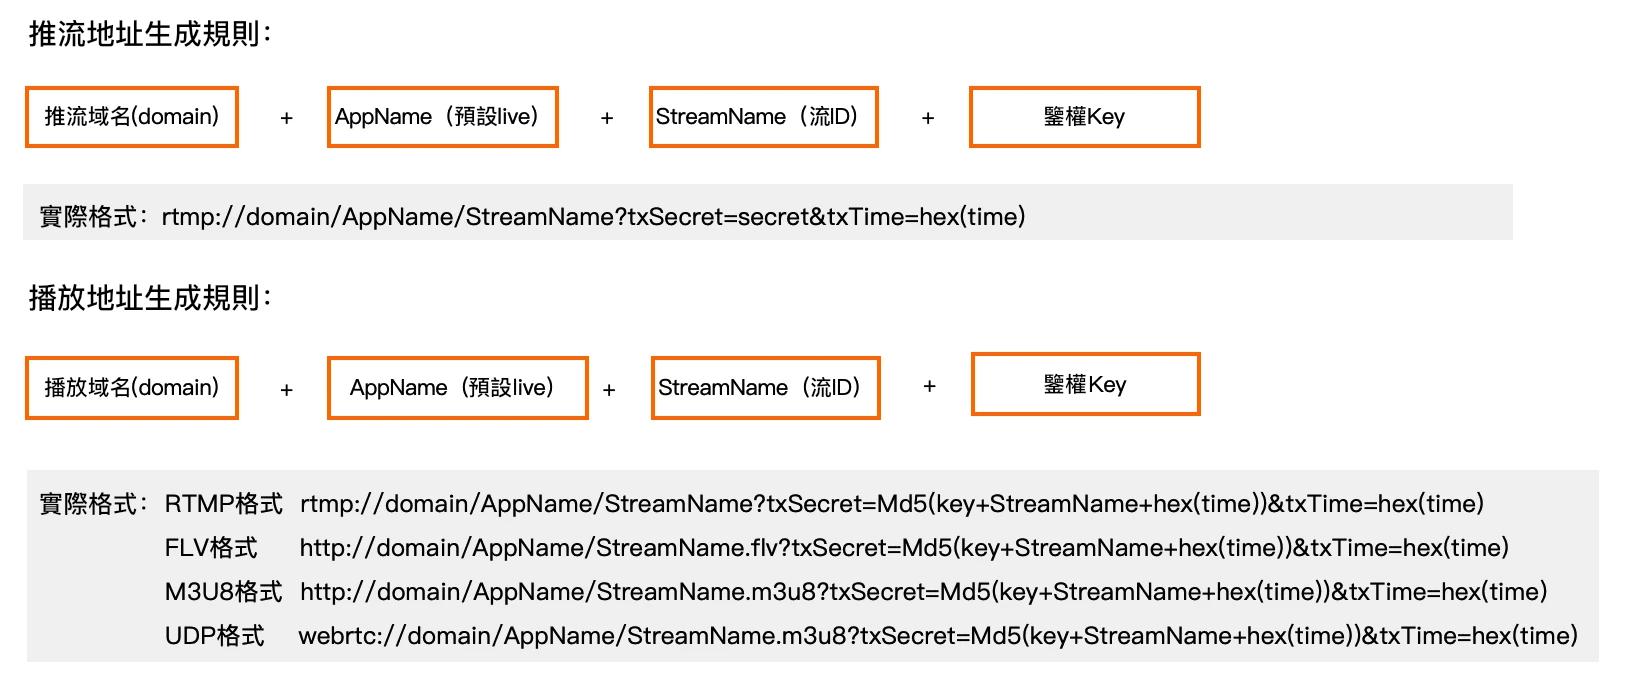 推流地址生成規則：
推流域名(domain) + AppName（預設live） + StreamName（流ID） + 鑒權Key
實際格式：rtmp://domain/AppName/StreamName?txSecret=secret&txTime=hex(time)
播放地址生成規則：
播放域名(domain) + AppName（預設live） + StreamName（流ID） + 鑒權Key
實際格式：RTMP格式 rtmp://domain/AppName/StreamName?txSecret=Md5(key+StreamName+hex(time))&txTime=hex(time)
FLV格式 http://domain/AppName/StreamName.flv?txSecret=Md5(key+StreamName+hex(time))&txTime=hex(time)
M3U8格式 http://domain/AppName/StreamName.m3u8?txSecret=Md5(key+StreamName+hex(time))&txTime=hex(time)
UDP格式 webrtc://domain/AppName/StreamName.m3u8?txSecret=Md5(key+StreamName+hex(time))&txTime=hex(time)